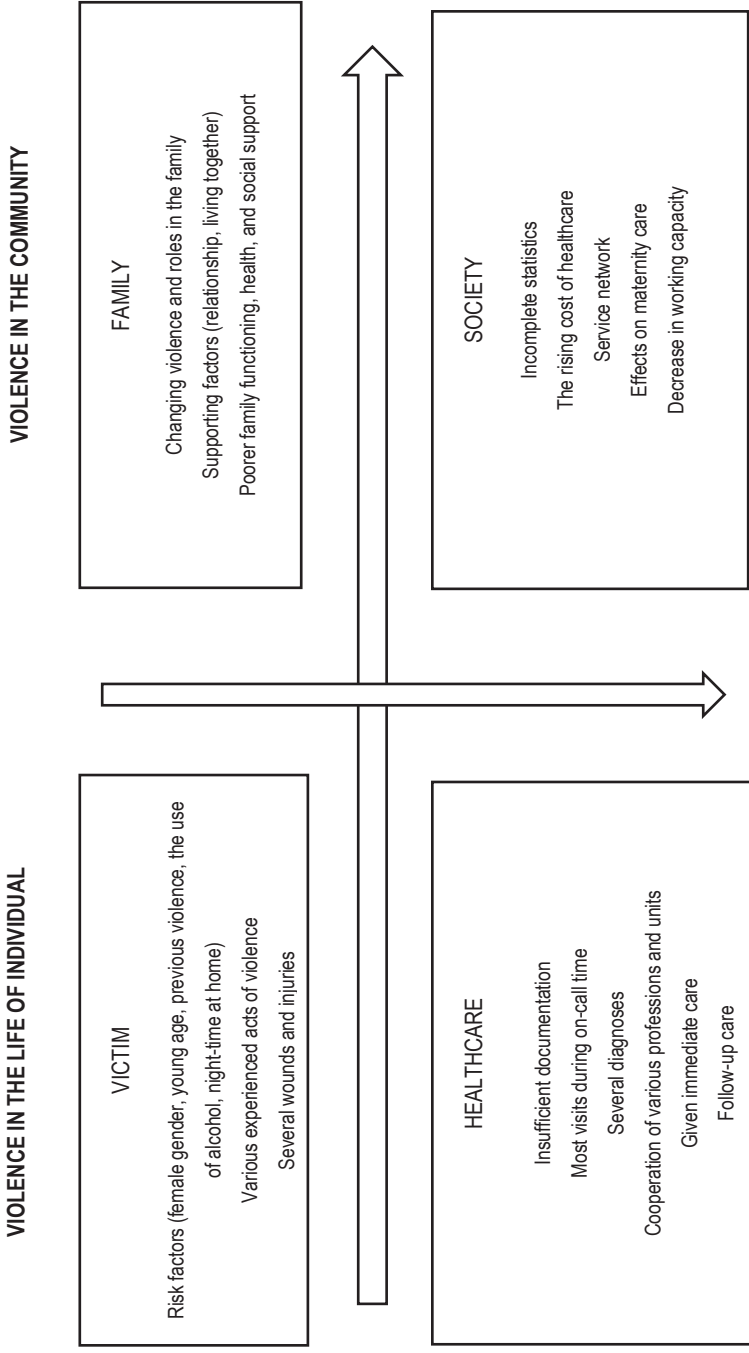 VIOLENCE IN THE LIFE OF INDIVIDUAL
VIOLENCE IN THE COMMUNITY
VICTIM
Risk factors (female gender, young age, previous violence, the use
of alcohol, night-time at home)
Various experienced acts of violence
Several wounds and injuries
FAMILY
Changing violence and roles in the family
Supporting factors (relationship, living together)
Poorer family functioning, health, and social support
HEALTHCARE
Insufficient documentation
Most visits during on-call time
Several diagnoses
Cooperation of various professions and units
Given immediate care
Follow-up care
SOCIETY
Incomplete statistics
The rising cost of healthcare
Service network
Effects on maternity care
Decrease in working capacity